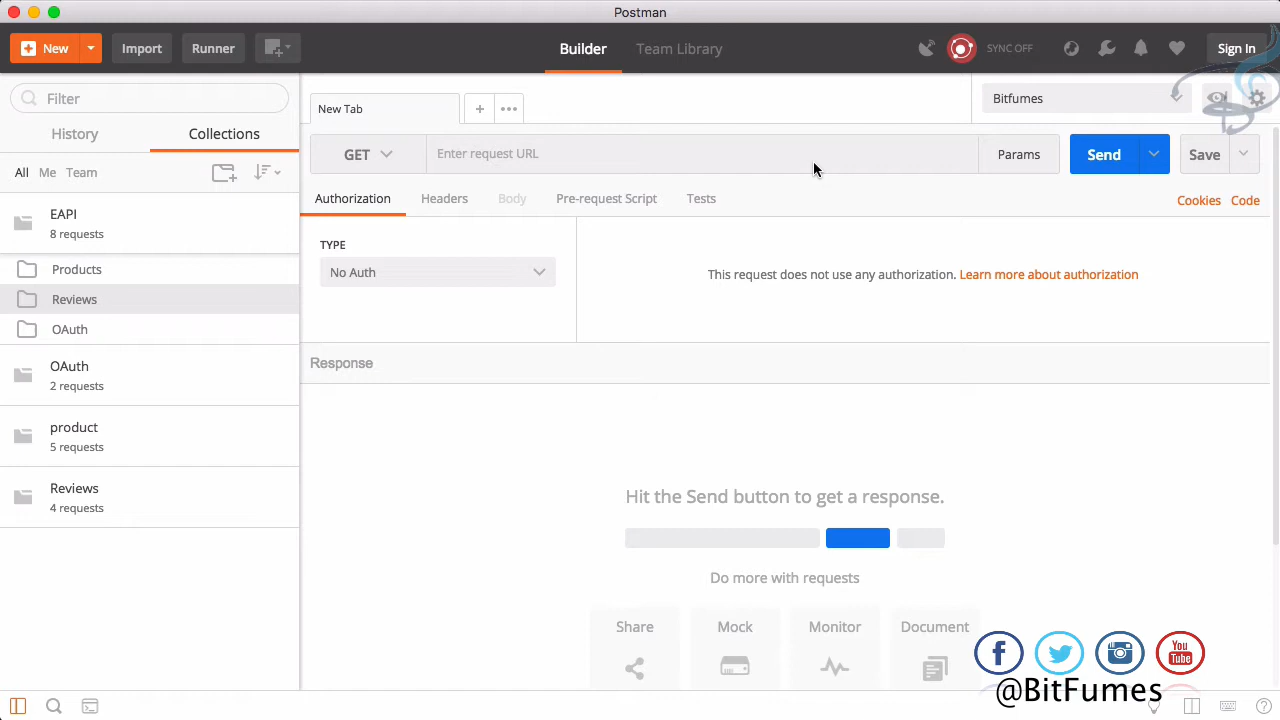 Postman
New
Import
Runner
Builder
Team Library
SYNC OFF
Sign In
Filter
History
Collections
All
Me
Team
EAPI
8 requests
Products
Reviews
OAuth
OAuth
2 requests
product
5 requests
Reviews
4 requests
New Tab
Bitfumes
GET
Enter request URL
Params
Send
Save
Authorization
Headers
Body
Pre-request Script
Tests
Cookies
Code
TYPE
No Auth
This request does not use any authorization. Learn more about authorization
Response
Hit the Send button to get a response.
Do more with requests
Share
Mock
Monitor
Document
You
Tube
@BitFumes